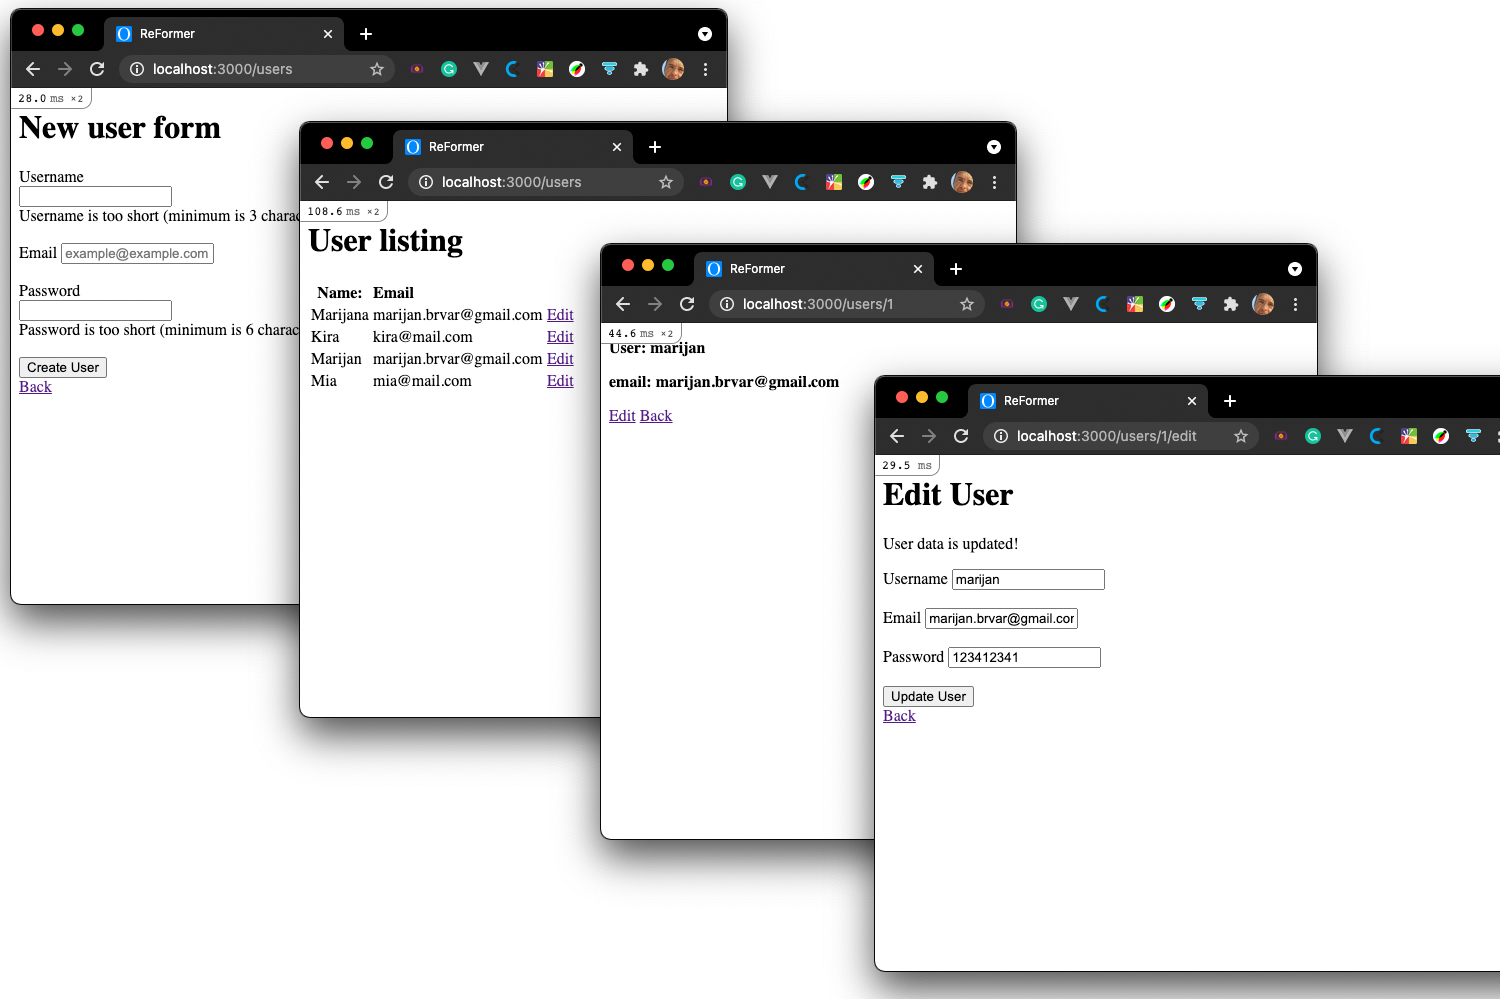 ReFormer
localhost:3000/users
28.0 ms ×2
New user form
Username
Username is too short (minimum is 3
Email example@example.com
Password
Password is too short (minimum is 6
Create User
Back
ReFormer
localhost:3000/users
108.6 ms ×2
User listing
Name: Email
Marijana marijan.brvar@gmail.com Edit
Kira kira@mail.com Edit
Marijan marijan.brvar@gmail.com Edit
Mia mia@mail.com Edit
ReFormer
localhost:3000/users/1
44.6 ms ×2
User: marijan
email: marijan.brvar@gmail.com
Edit Back
ReFormer
localhost:3000/users/1/edit
29.5 ms
Edit User
User data is updated!
Username marijan
Email marijan.brvar@gmail.cor
Password 123412341
Update User
Back